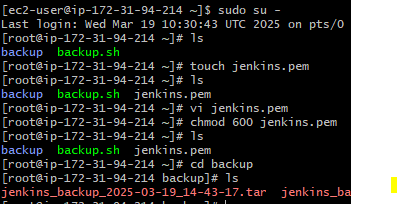 [ec2-user@ip-172-31-94-214 ~]$ sudo su -
Last login: Wed Mar 19 10:30:43 UTC 2025 on pts/0
[root@ip-172-31-94-214 ~]# ls
backup  backup.sh
[root@ip-172-31-94-214 ~]# touch jenkins.pem
[root@ip-172-31-94-214 ~]# ls
backup  backup.sh  jenkins.pem
[root@ip-172-31-94-214 ~]# vi jenkins.pem
[root@ip-172-31-94-214 ~]# chmod 600 jenkins.pem
[root@ip-172-31-94-214 ~]# ls
backup  backup.sh  jenkins.pem
[root@ip-172-31-94-214 ~]# cd backup
[root@ip-172-31-94-214 backup]# ls
jenkins_backup_2025-03-19_14-43-17.tar  jenkins_ba